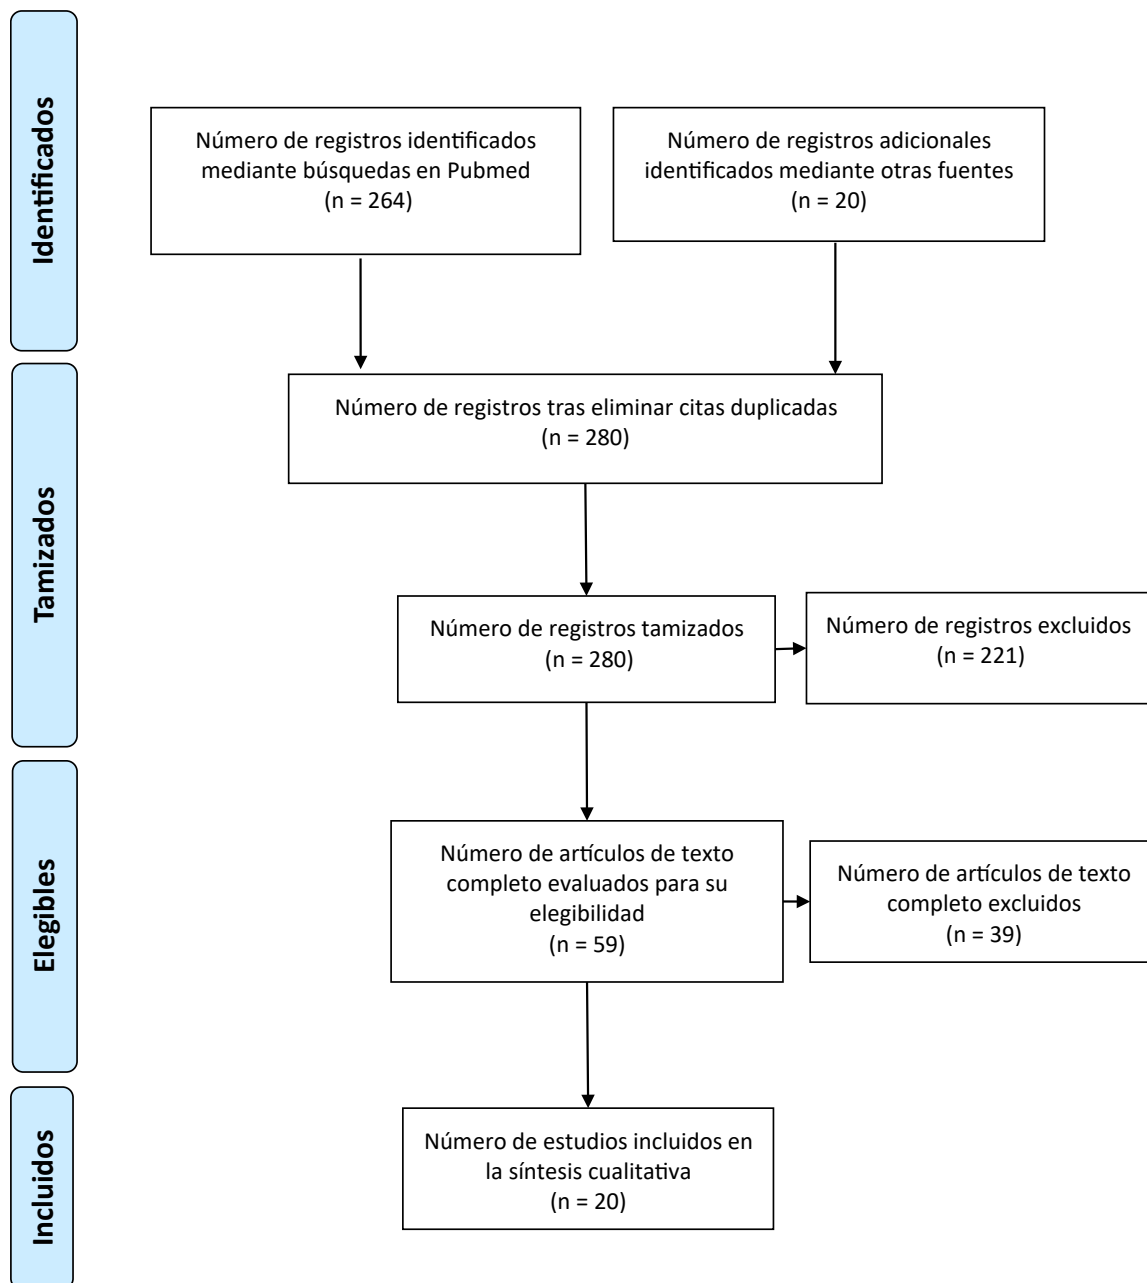 Identificados
Número de registros identificados
mediante búsquedas en Pubmed
(n = 264)
Número de registros adicionales
identificados mediante otras fuentes
(n = 20)
Tamizados
Número de registros tras eliminar citas duplicadas
(n = 280)
Número de registros tamizados
(n = 280)
Número de registros excluidos
(n = 221)
Elegibles
Número de artículos de texto
completo evaluados para su
elegibilidad
(n = 59)
Número de artículos de texto
completo excluidos
(n = 39)
Incluidos
Número de estudios incluidos en
la síntesis cualitativa
(n = 20)